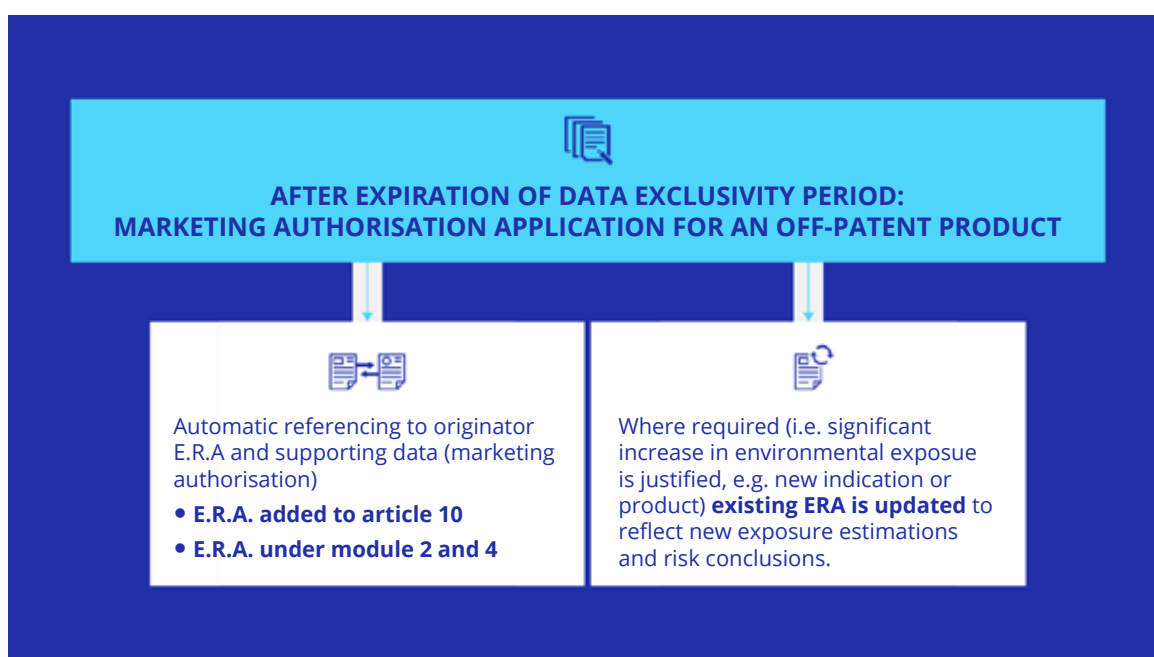 AFTER EXPIRATION OF DATA EXCLUSIVITY PERIOD:
MARKETING AUTHORISATION APPLICATION FOR AN OFF-PATENT PRODUCT
Automatic referencing to originator
E.R.A and supporting data (marketing
authorisation)
• E.R.A. added to article 10
• E.R.A. under module 2 and 4
Where required (i.e. significant
increase in environmental exposue
is justified, e.g. new indication or
product) existing ERA is updated to
reflect new exposure estimations
and risk conclusions.